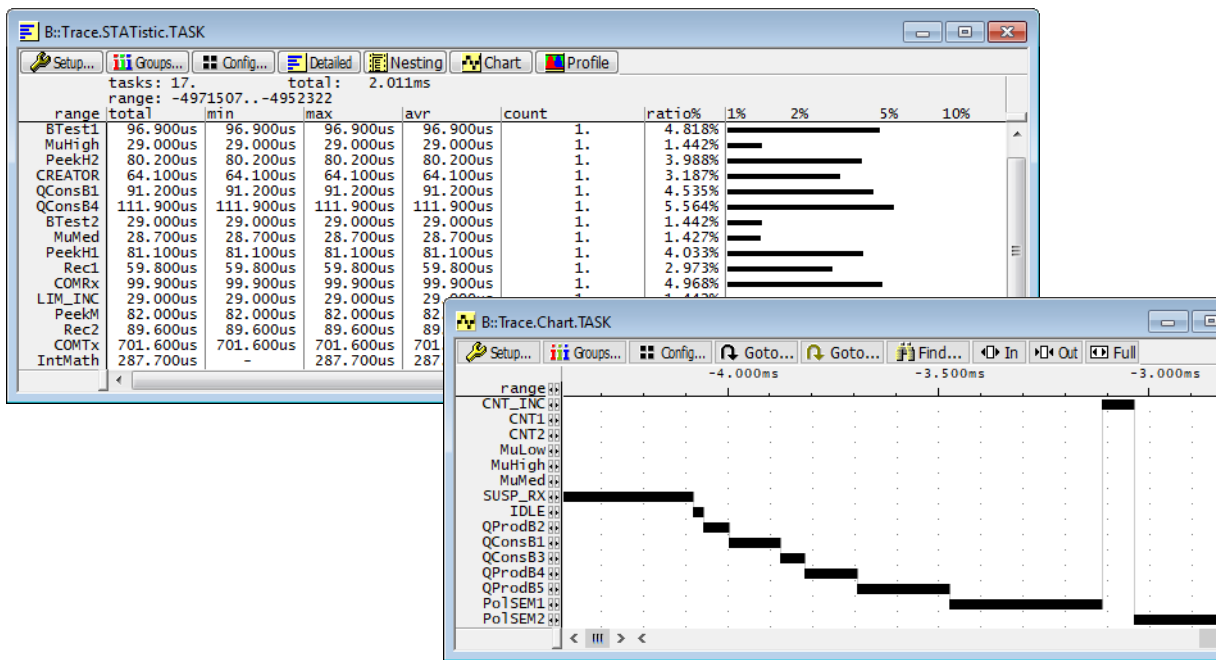 B::Trace.STATistic.TASK
Setup... Groups... Config... Detailed Nesting Chart Profile
tasks: 17. total: 2.011ms
range: -4971507..-4952322
range total min max avr count ratio% 1% 2% 5% 10%
BTest1 96.900us 96.900us 96.900us 96.900us 1. 4.818%
MuHigh 29.000us 29.000us 29.000us 29.000us 1. 1.442%
PeekH2 80.200us 80.200us 80.200us 80.200us 1. 3.988%
CREATOR 64.100us 64.100us 64.100us 64.100us 1. 3.187%
QConsB1 91.200us 91.200us 91.200us 91.200us 1. 4.535%
QConsB4 111.900us 111.900us 111.900us 111.900us 1. 5.564%
BTest2 29.000us 29.000us 29.000us 29.000us 1. 1.442%
MuMed 28.700us 28.700us 28.700us 28.700us 1. 1.427%
PeekH1 81.100us 81.100us 81.100us 81.100us 1. 4.033%
Rec1 59.800us 59.800us 59.800us 59.800us 1. 2.973%
COMRx 99.900us 99.900us 99.900us 99.900us 1. 4.968%
LIM_INC 29.000us 29.000us 29.000us 29.000us 1. 1.442%
PeekM 82.000us 82.000us 82.000us 82
Rec2 89.600us 89.600us 89.600us 89
COMTx 701.600us 701.600us 701.600us 701
IntMath 287.700us - 287.700us 287.
B::Trace.Chart.TASK
Setup... Groups... Config... Goto... Goto... Find... In Out Full
-4.000ms -3.500ms -3.000ms
range
CNT_INC
CNT1
CNT2
MuLow
MuHigh
MuMed
SUSP_RX
IDLE
QProdB2
QConsB1
QConsB3
QProdB4
QProdB5
PolSEM1
PolSEM2